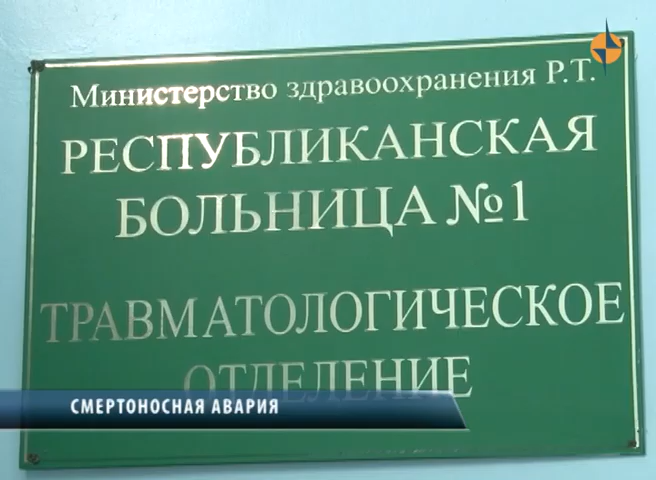 Министерство здравоохранения Р.Т.
РЕСПУБЛИКАНСКАЯ
БОЛЬНИЦА №1
ТРАВМАТОЛОГИЧЕСКОЕ
ОТДЕЛЕНИЕ
СМЕРТОНОСНАЯ АВАРИЯ